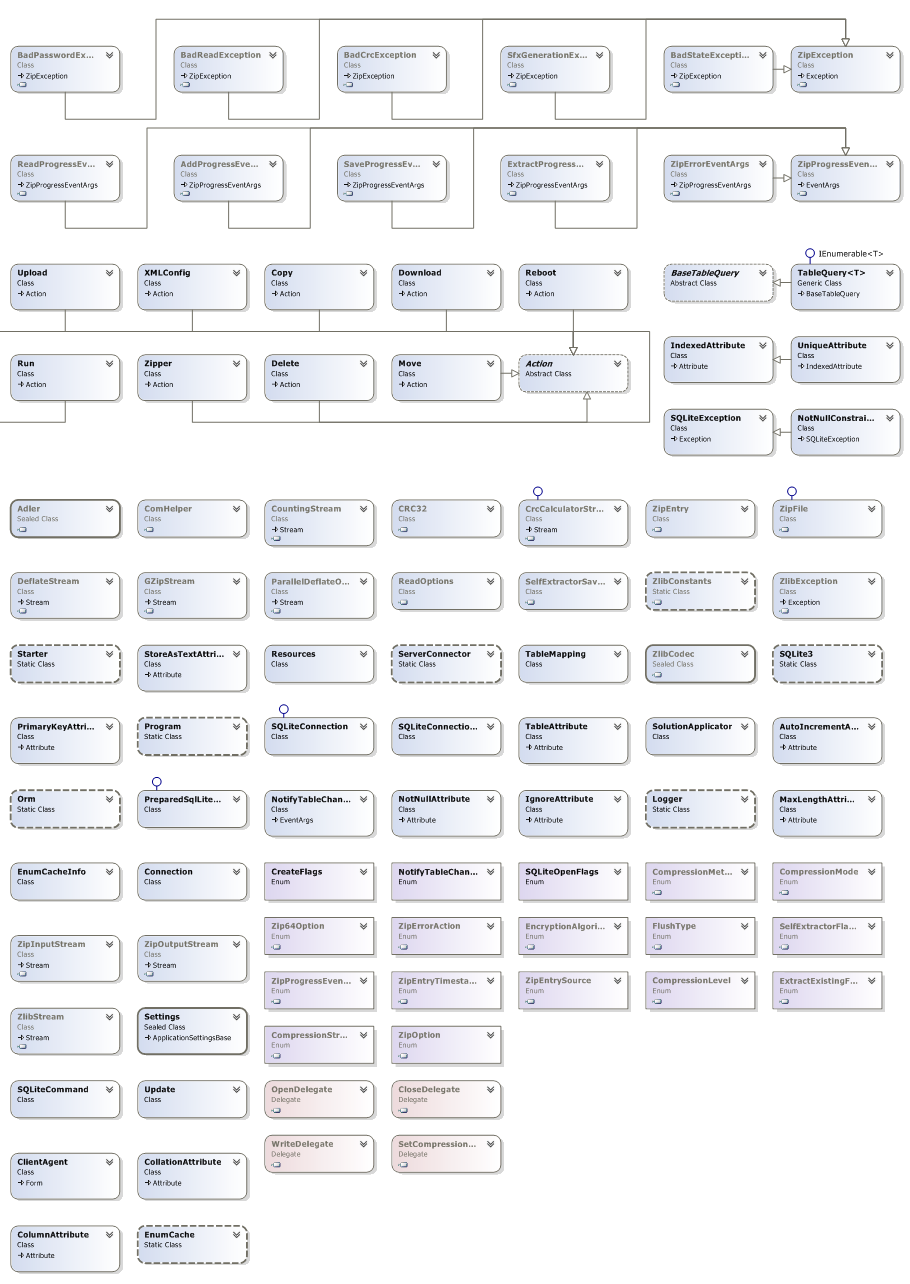 BadPasswordEx...
Class
ZipException
BadReadException
Class
ZipException
BadCrcException
Class
ZipException
SfxGenerationEx...
Class
ZipException
BadStateExcepti...
Class
ZipException
ZipException
Class
Exception
ReadProgressEv...
Class
ZipProgressEventArgs
AddProgressEve...
Class
ZipProgressEventArgs
SaveProgressEv...
Class
ZipProgressEventArgs
ExtractProgress...
Class
ZipProgressEventArgs
ZipErrorEventArgs
Class
ZipProgressEventArgs
ZipProgressEven...
Class
EventArgs
IEnumerable<T>
Upload
Class
Action
XMLConfig
Class
Action
Copy
Class
Action
Download
Class
Action
Reboot
Class
Action
BaseTableQuery
Abstract Class
TableQuery<T>
Generic Class
BaseTableQuery
Run
Class
Action
Zipper
Class
Action
Delete
Class
Action
Move
Class
Action
Action
Abstract Class
IndexedAttribute
Class
Attribute
UniqueAttribute
Class
IndexedAttribute
SQLiteException
Class
Exception
NotNullConstrai...
Class
SQLiteException
Adler
Sealed Class
ComHelper
Class
CountingStream
Class
Stream
CRC32
Class
CrcCalculatorStr...
Class
Stream
ZipEntry
Class
ZipFile
Class
DeflateStream
Class
Stream
GZipStream
Class
Stream
ParallelDeflateO...
Class
Stream
ReadOptions
Class
SelfExtractorSav...
Class
ZlibConstants
Static Class
ZlibException
Class
Exception
Starter
Static Class
StoreAsTextAttri...
Class
Attribute
Resources
Class
ServerConnector
Static Class
TableMapping
Class
ZlibCodec
Sealed Class
SQLite3
Static Class
PrimaryKeyAttri...
Class
Attribute
Program
Static Class
SQLiteConnection
Class
SQLiteConnectio...
Class
TableAttribute
Class
Attribute
SolutionApplicator
Class
AutoIncrementA...
Class
Attribute
Orm
Static Class
PreparedSqlLite...
Class
NotifyTableChan...
Class
EventArgs
NotNullAttribute
Class
Attribute
IgnoreAttribute
Class
Attribute
Logger
Static Class
MaxLengthAttri...
Class
Attribute
EnumCacheInfo
Class
Connection
Class
CreateFlags
Enum
NotifyTableChan...
Enum
SQLiteOpenFlags
Enum
CompressionMet...
Enum
CompressionMode
Enum
Zip64Option
Enum
ZipErrorAction
Enum
EncryptionAlgori...
Enum
FlushType
Enum
SelfExtractorFla...
Enum
ZipInputStream
Class
Stream
ZipOutputStream
Class
Stream
ZipProgressEven...
Enum
ZipEntryTimesta...
Enum
ZipEntrySource
Enum
CompressionLevel
Enum
ExtractExistingF...
Enum
ZlibStream
Class
Stream
Settings
Sealed Class
ApplicationSettingsBase
CompressionStr...
Enum
ZipOption
Enum
SQLiteCommand
Class
Update
Class
OpenDelegate
Delegate
CloseDelegate
Delegate
WriteDelegate
Delegate
SetCompression...
Delegate
ClientAgent
Class
Form
CollationAttribute
Class
Attribute
ColumnAttribute
Class
Attribute
EnumCache
Static Class